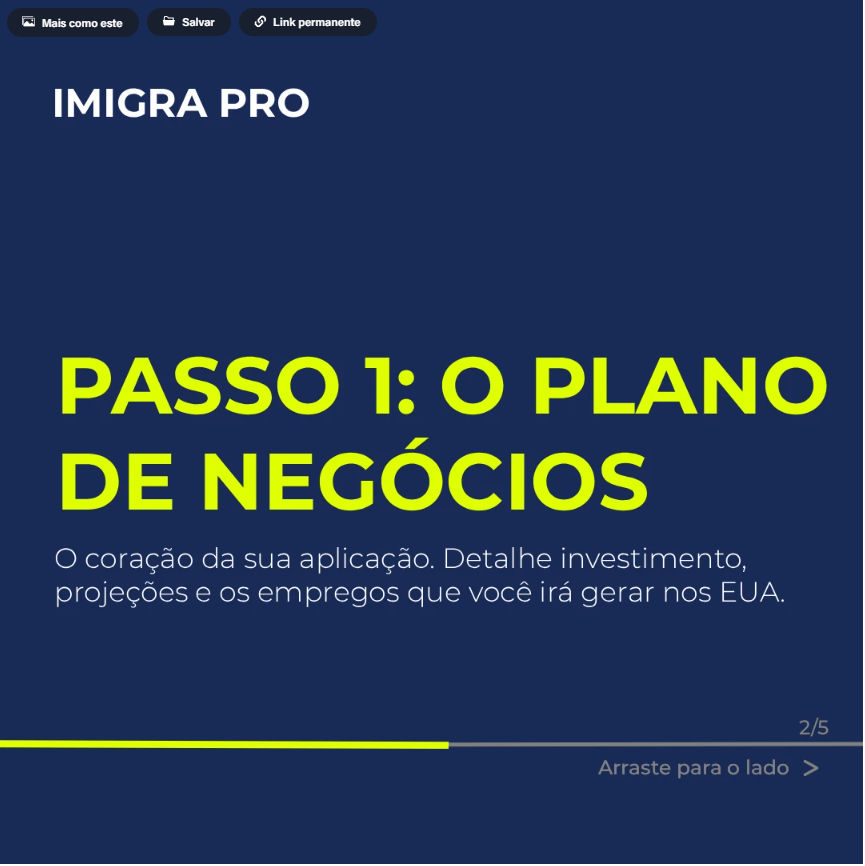 Mais como este
Salvar
Link permanente
IMIGRA PRO
PASSO 1: O PLANO
DE NEGÓCIOS
O coração da sua aplicação. Detalhe investimento,
projeções e os empregos que você irá gerar nos EUA.
2/5
Arraste para o lado >